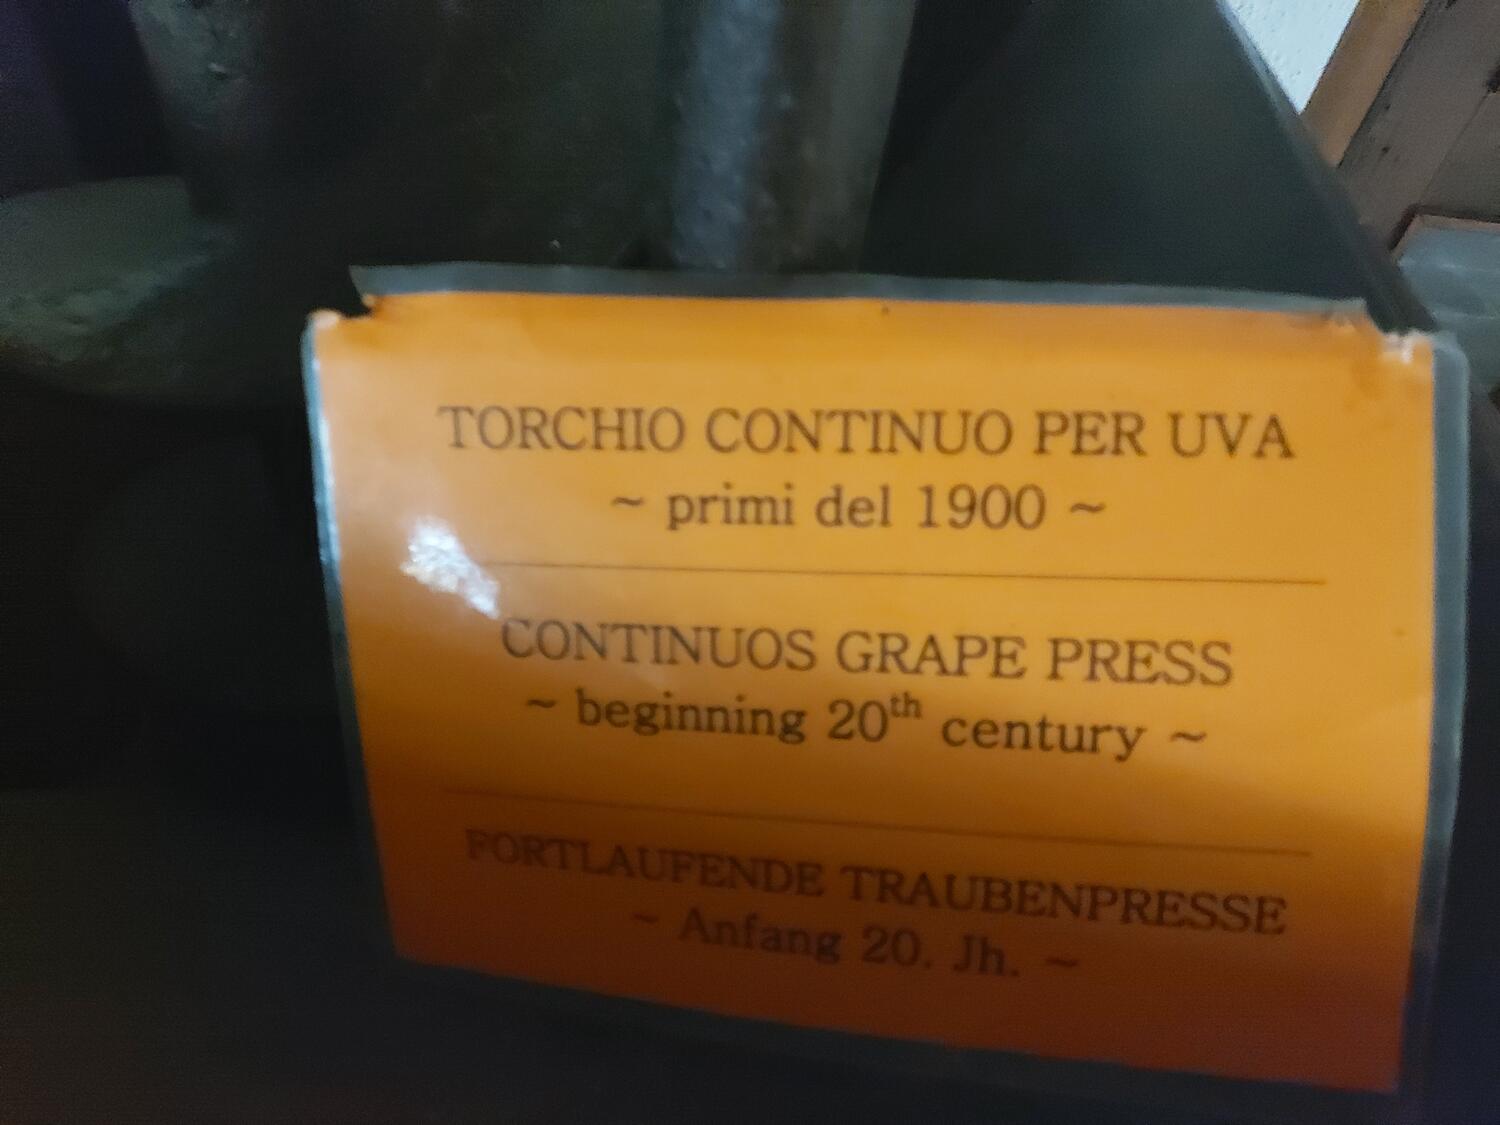 TORCHIO CONTINUO PER UVA
~ primi del 1900 ~
CONTINUOS GRAPE PRESS
~ beginning 20th century ~
FORTLAUFENDE TRAUBENPRESSE
~ Anfang 20. Jh. ~